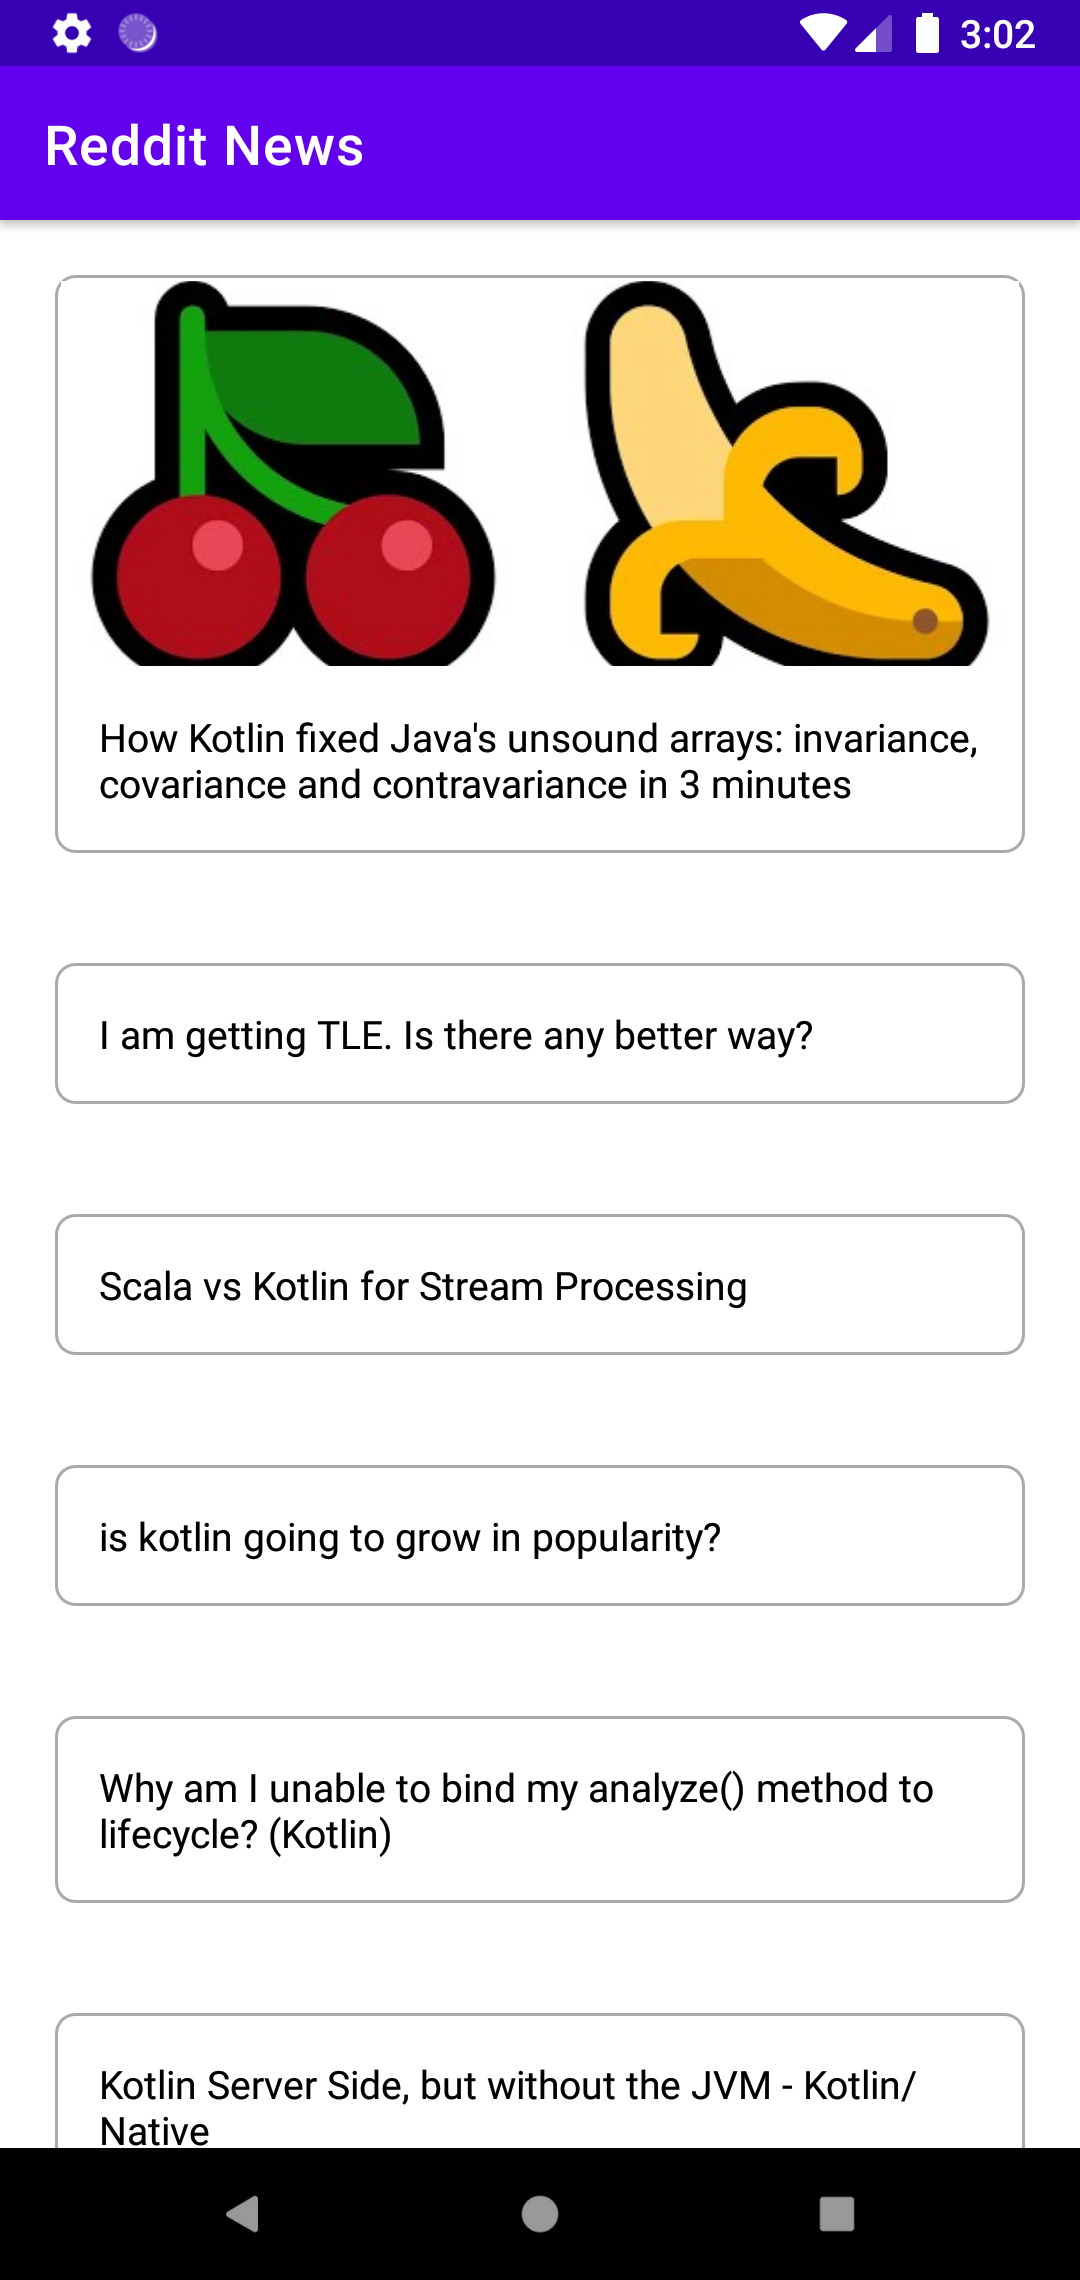 3:02
Reddit News
How Kotlin fixed Java's unsound arrays: invariance,
covariance and contravariance in 3 minutes
I am getting TLE. Is there any better way?
Scala vs Kotlin for Stream Processing
is kotlin going to grow in popularity?
Why am I unable to bind my analyze() method to
lifecycle? (Kotlin)
Kotlin Server Side, but without the JVM - Kotlin/
Native